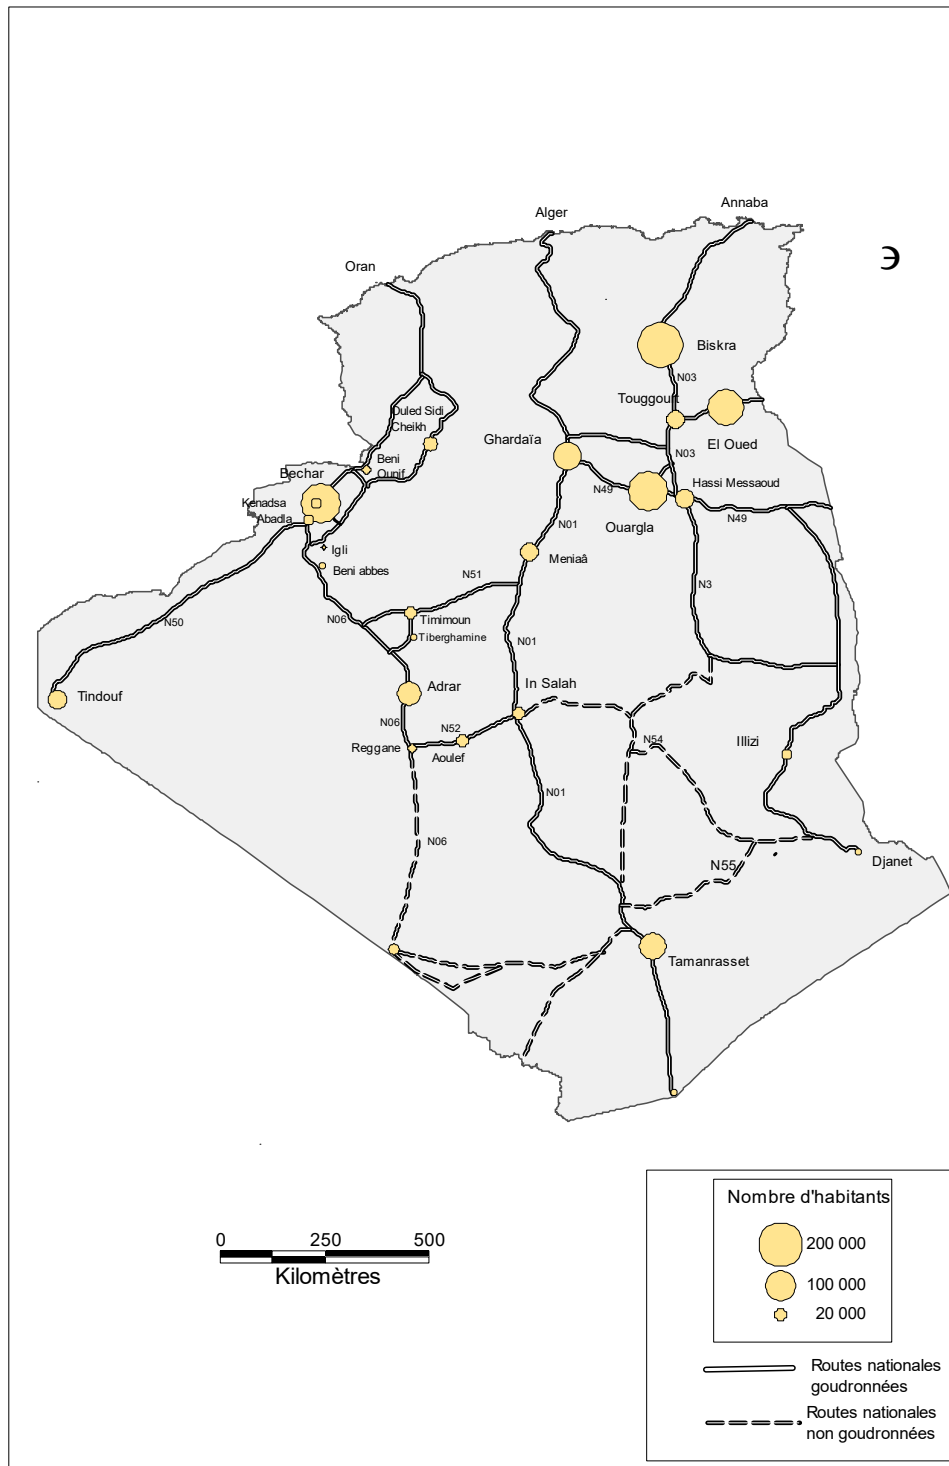 Annaba
Alger
Э
Oran
Biskra
N03
Touggourt
Ouled Sidi
Cheikh
El Oued
Ghardaïa
N03
Beni
Ounif
Bechar
Hassi Messaoud
N49
Kenadsa
Abadla
Ouargla
N49
N01
Igli
Meniaâ
Beni abbes
N51
N3
N50
N06
Timimoun
Tiberghamine
N01
In Salah
Adrar
Tindouf
N06
N52
Reggane
Aoulef
N54
Illizi
N01
N06
N55
Djanet
Tamanrasset
Nombre d'habitants
200 000
100 000
20 000
0 250 500
Kilomètres
Routes nationales
goudronnées
Routes nationales
non goudronnées